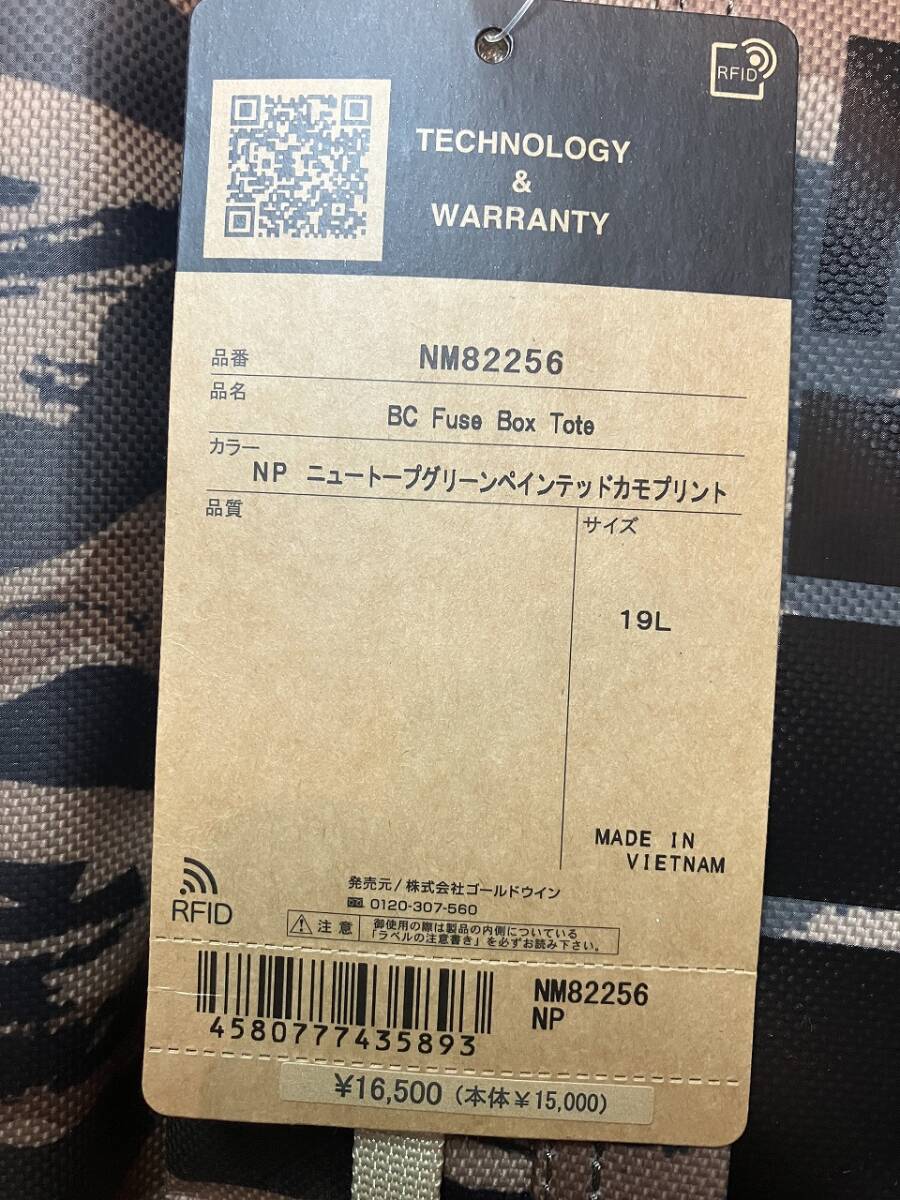 RFID
TECHNOLOGY
&
WARRANTY
品番 NM82256
品名
BC Fuse Box Tote
カラー
NP ニュートープグリーンペインテッドカモプリント
品質
サイズ
19L
MADE IN
VIETNAM
RFID
発売元/株式会社ゴールドウイン
0120-307-560
注意
御使用の際は製品の内側についている
「ラベルの注意書き」を必ずお読み下さい。
4580777435893
NM82256
NP
¥16,500 (本体¥15,000)